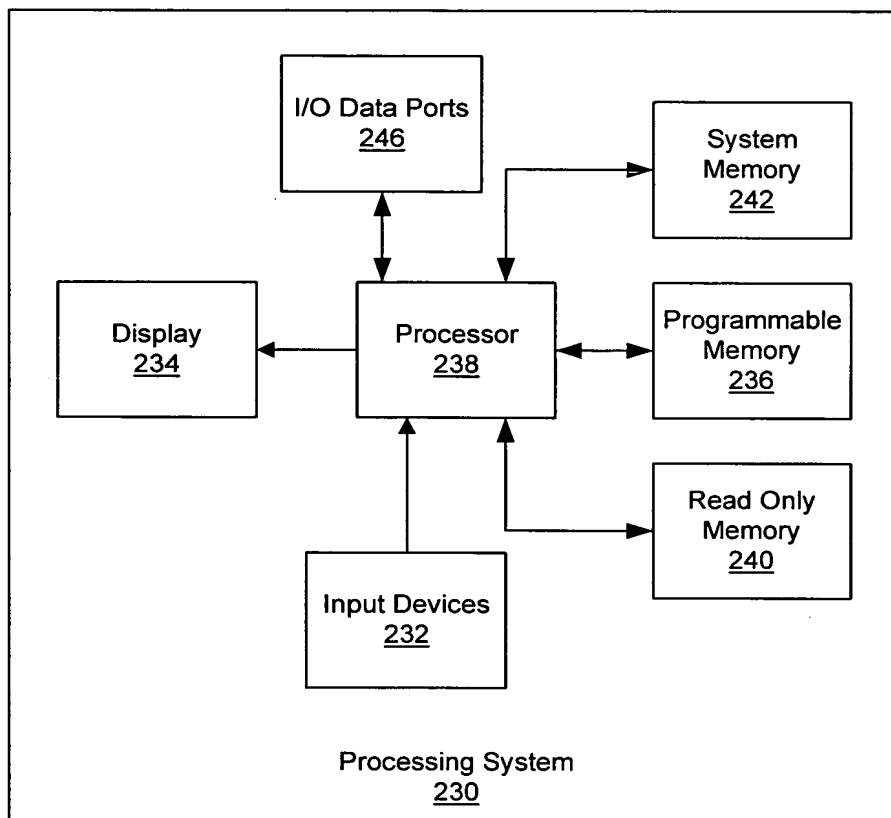 I/O Data Ports
246
System
Memory
242
Display
234
Processor
238
Programmable
Memory
236
Read Only
Memory
240
Input Devices
232
Processing System
230